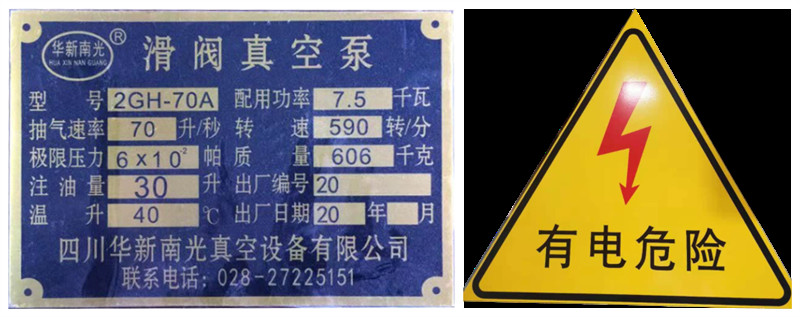 华新南光®
HUA XIN NAN GUANG
滑阀真空泵
型号 2GH-70A 配用功率 7.5 千瓦
抽气速率 70 升/秒 转速 590 转/分
极限压力 6×10⁻² 帕 质量 606 千克
注油量 30 升 出厂编号 20
温升 40 ℃ 出厂日期 20 年 月
四川华新南光真空设备有限公司
联系电话: 028-27225151
有电危险